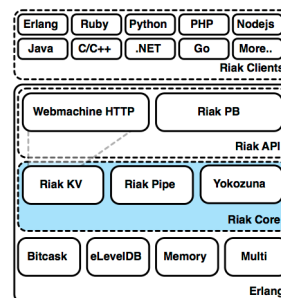 Erlang Ruby Python PHP Nodejs
Java C/C++ .NET Go More..
Riak Clients
Webmachine HTTP Riak PB
Riak API
Riak KV Riak Pipe Yokozuna
Riak Core
Bitcask eLevelDB Memory Multi
Erlang